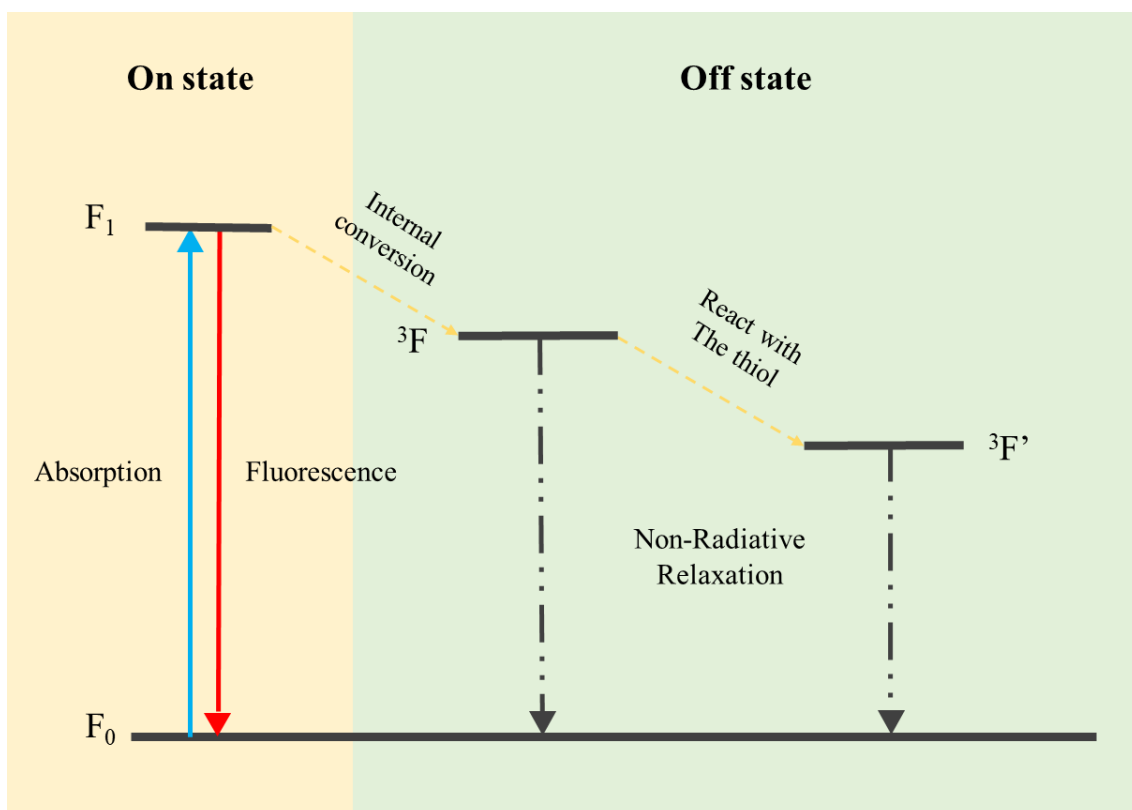 On state
Off state
F₁
Internal
conversion
³F
React with
The thiol
³F’
Absorption
Fluorescence
Non-Radiative
Relaxation
F₀